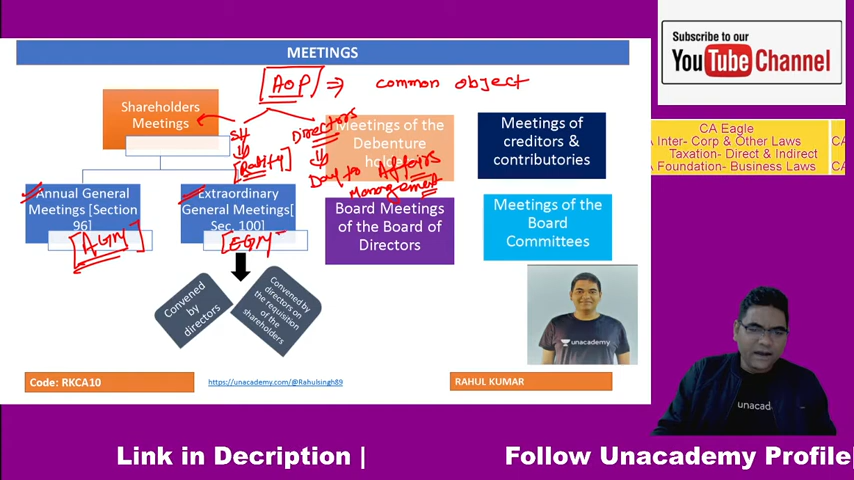 Subscribe to our
YouTube Channel
MEETINGS
[AOP] ⇒ common object
Shareholders
Meetings
SH
[Ratify]
Directors
Day to Affairs
Management
Meetings of the
Debenture
Meetings of
creditors &
contributories
CA Eagle
Inter- Corp & Other Laws
Taxation- Direct & Indirect
A Foundation- Business Laws
Annual General
Meetings [Section
96]
[AGM]
Extraordinary
General Meetings[
Sec. 100]
[EGM]
Board Meetings
of the Board of
Directors
Meetings of the
Board
Committees
Convened
by
directors
Convened by
directors on
the requisition
of the
shareholders
unacademy
unacademy
Code: RKCA10
https://unacademy.com/@Rahulsingh89
RAHUL KUMAR
Link in Decription |
Follow Unacademy Profile|